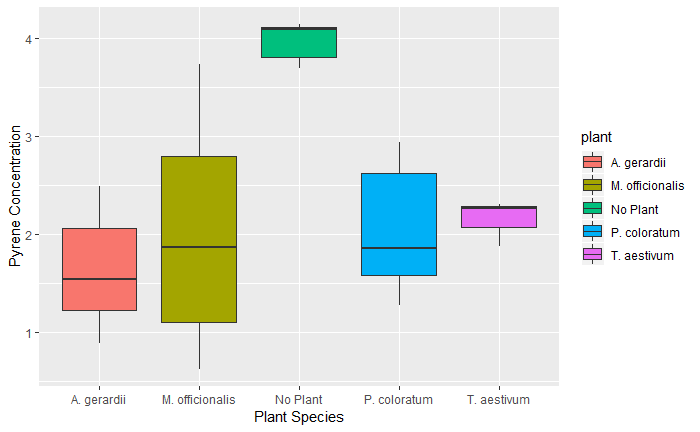 Pyrene Concentration
4
3
2
1
A. gerardii
M. officionalis
No Plant
P. coloratum
T. aestivum
Plant Species
plant
A. gerardii
M. officionalis
No Plant
P. coloratum
T. aestivum